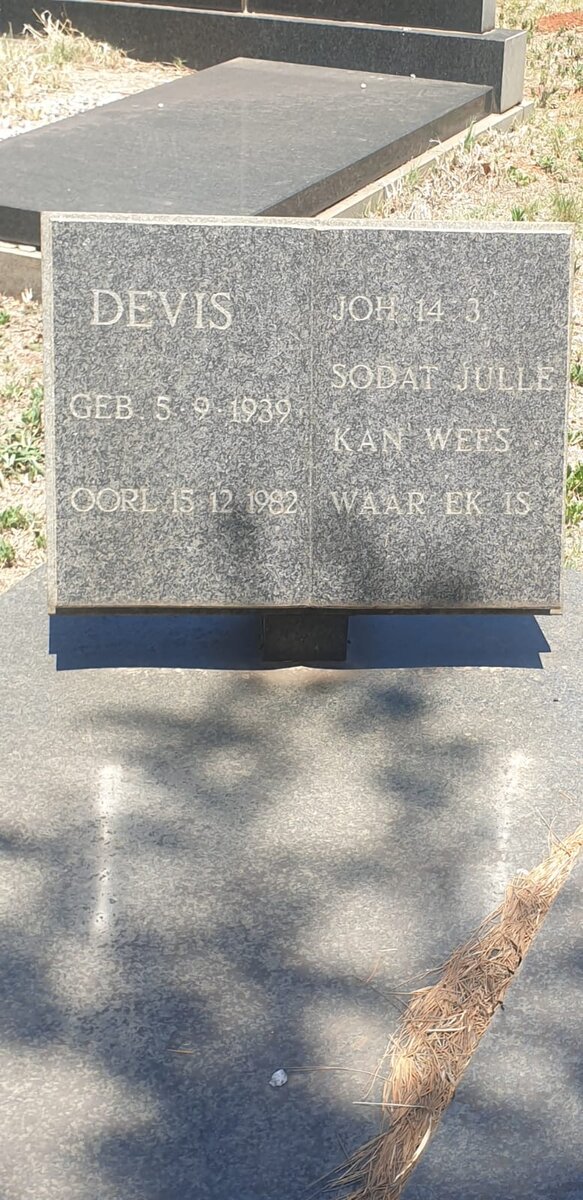 DEVIS
GEB. 5·9·1939
OORL 15 12 1982
JOH 14 3
SODAT JULLE
KAN WEES
WAAR EK IS